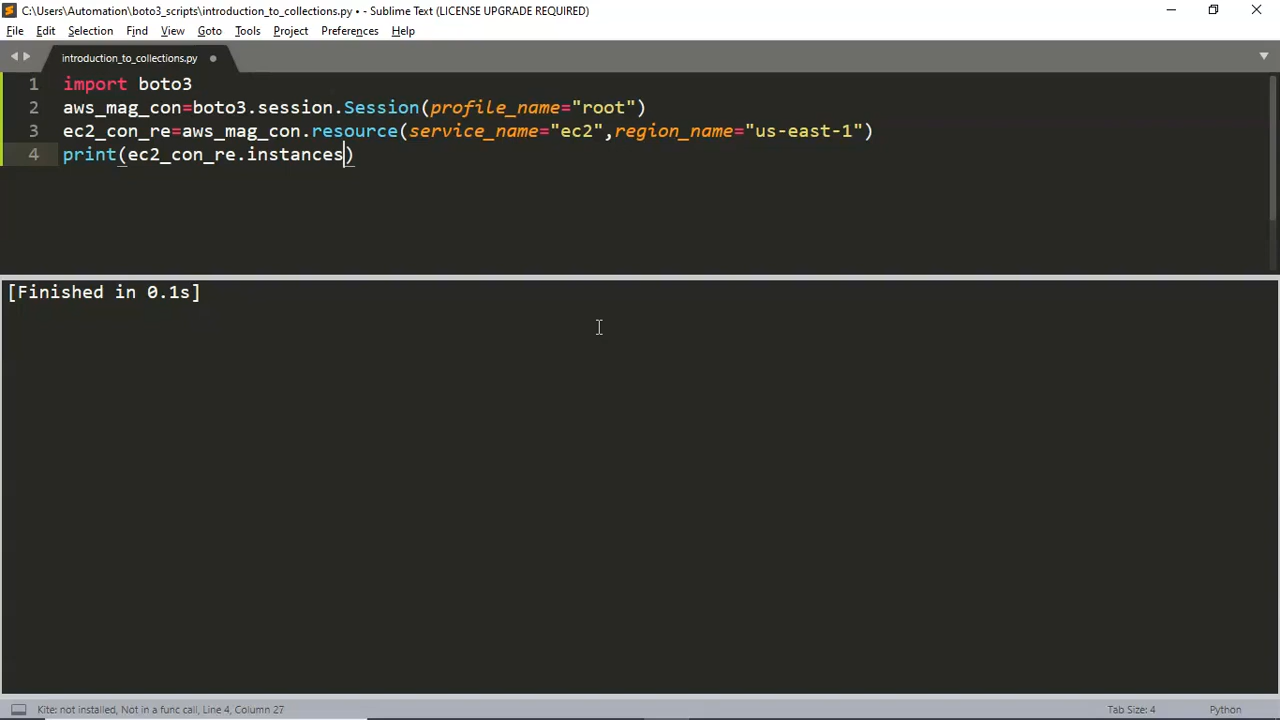 C:\Users\Automation\boto3_scripts\introduction_to_collections.py • - Sublime Text (LICENSE UPGRADE REQUIRED)
File Edit Selection Find View Goto Tools Project Preferences Help
introduction_to_collections.py
1 import boto3
2 aws_mag_con=boto3.session.Session(profile_name="root")
3 ec2_con_re=aws_mag_con.resource(service_name="ec2",region_name="us-east-1")
4 print(ec2_con_re.instances)
[Finished in 0.1s]
Kite: not installed, Not in a func call, Line 4, Column 27 Tab Size: 4 Python